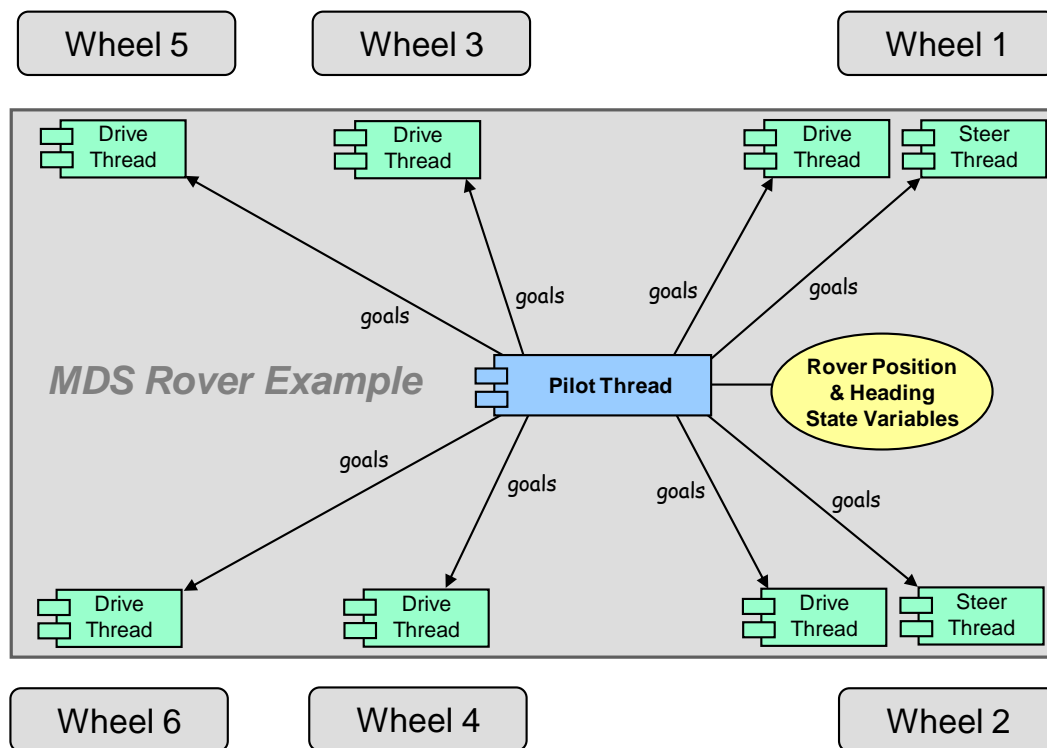 Wheel 5
Wheel 3
Wheel 1
Drive
Thread
Drive
Thread
Drive
Thread
Steer
Thread
goals
goals
goals
goals
MDS Rover Example
Pilot Thread
Rover Position
& Heading
State Variables
goals
goals
goals
goals
Drive
Thread
Drive
Thread
Drive
Thread
Steer
Thread
Wheel 6
Wheel 4
Wheel 2